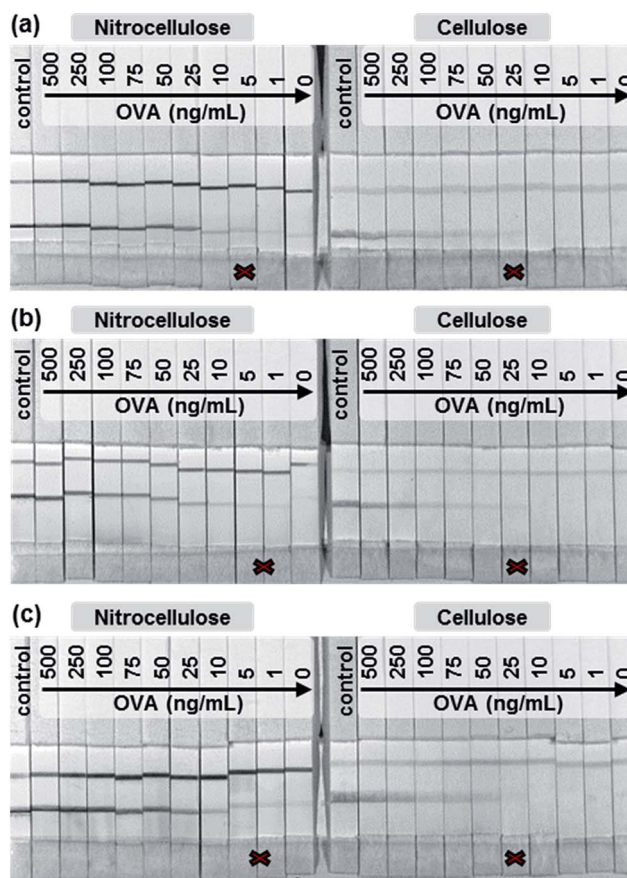 (a)
Nitrocellulose Cellulose
control 500 250 100 75 50 25 10 5 1 0 control 500 250 100 75 50 25 10 5 1 0
OVA (ng/mL) OVA (ng/mL)
(b)
Nitrocellulose Cellulose
control 500 250 100 75 50 25 10 5 1 0 control 500 250 100 75 50 25 10 5 1 0
OVA (ng/mL) OVA (ng/mL)
(c)
Nitrocellulose Cellulose
control 500 250 100 75 50 25 10 5 1 0 control 500 250 100 75 50 25 10 5 1 0
OVA (ng/mL) OVA (ng/mL)